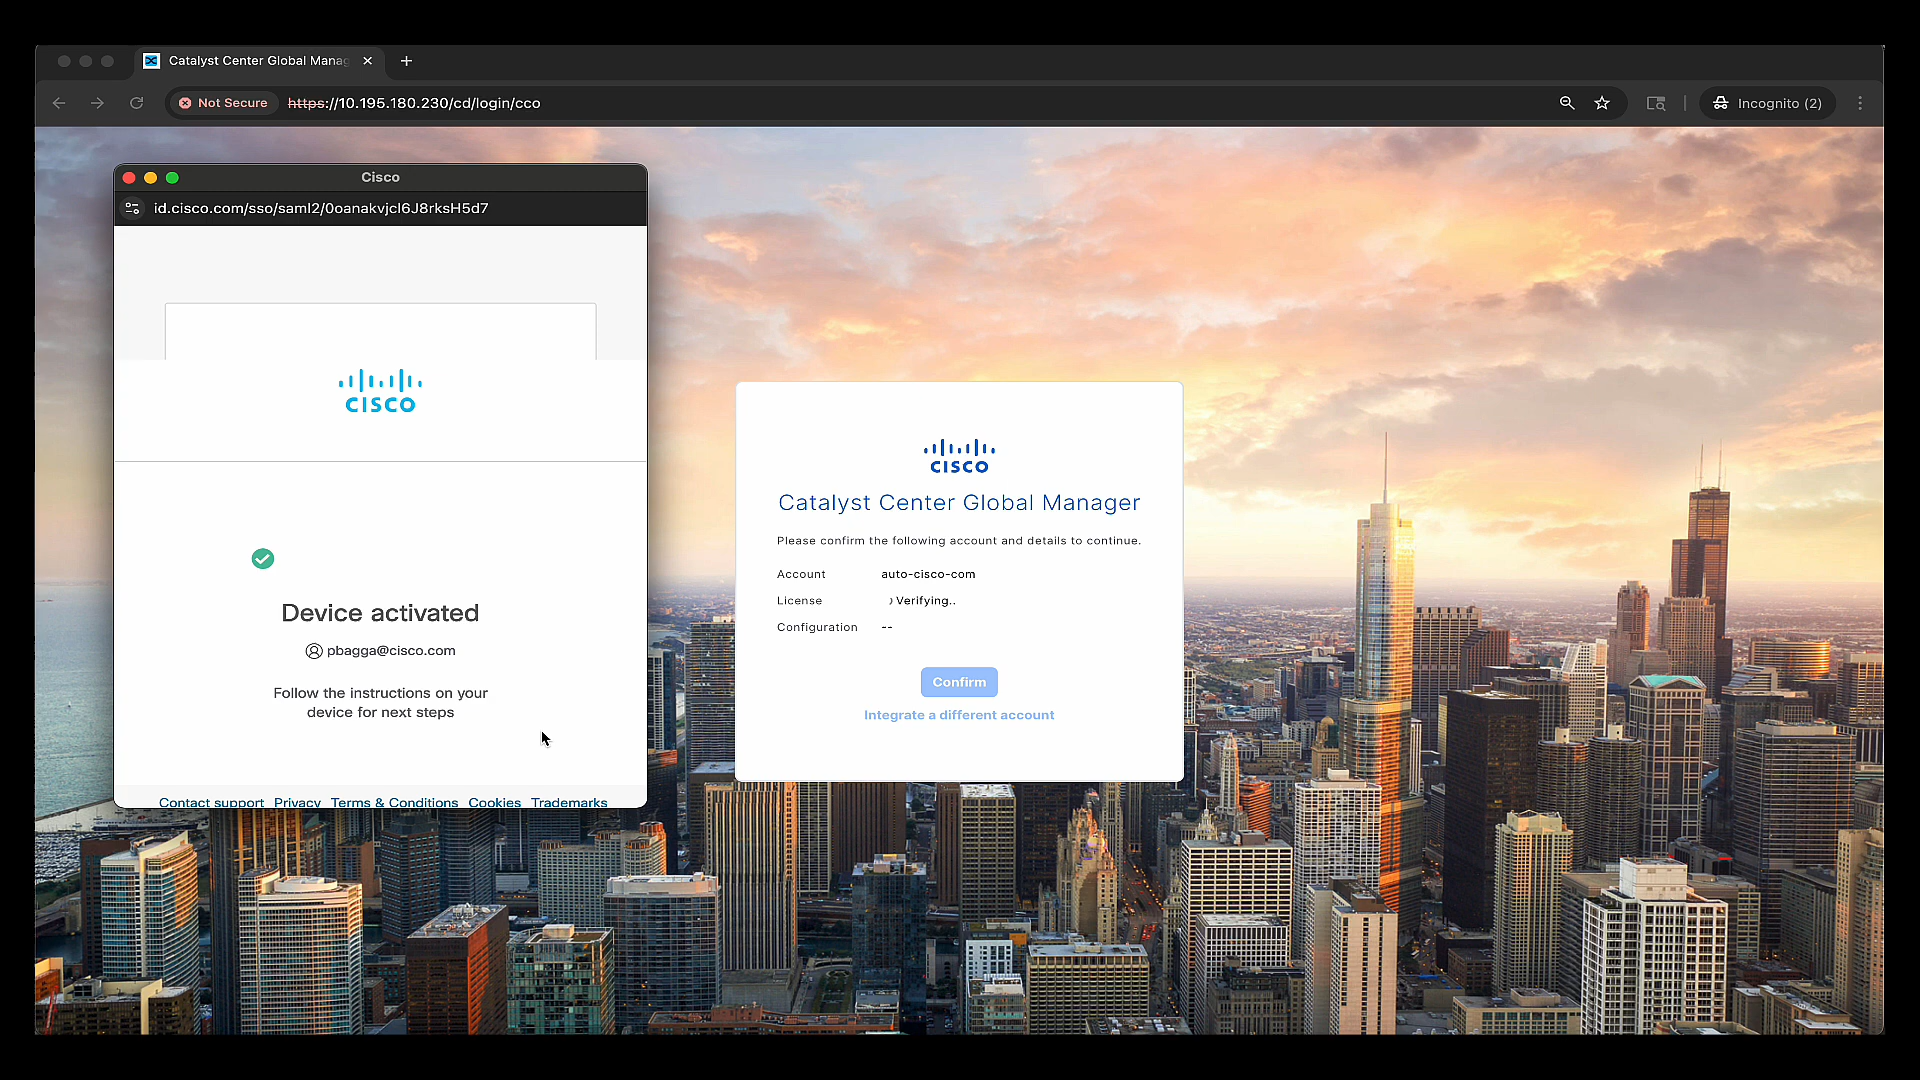 Catalyst Center Global Manag
Not Secure
https://10.195.180.230/cd/login/cco
Incognito (2)
Cisco
id.cisco.com/sso/saml2/0oanakvjcl6J8rksH5d7
CISCO
Device activated
pbagga@cisco.com
Follow the instructions on your
device for next steps
Contact support Privacy Terms & Conditions Cookies Trademarks
CISCO
Catalyst Center Global Manager
Please confirm the following account and details to continue.
Account auto-cisco-com
License Verifying..
Configuration --
Confirm
Integrate a different account